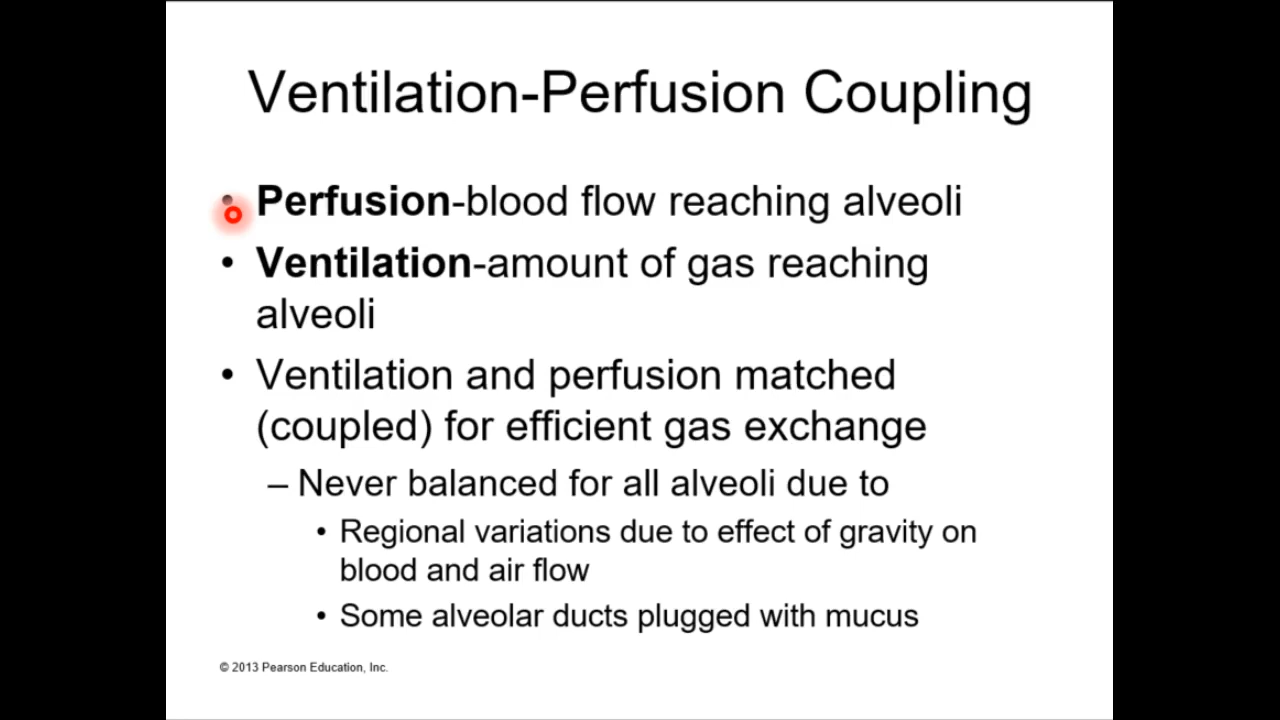 Ventilation-Perfusion Coupling
• Perfusion-blood flow reaching alveoli
• Ventilation-amount of gas reaching
alveoli
• Ventilation and perfusion matched
(coupled) for efficient gas exchange
– Never balanced for all alveoli due to
• Regional variations due to effect of gravity on
blood and air flow
• Some alveolar ducts plugged with mucus
© 2013 Pearson Education, Inc.